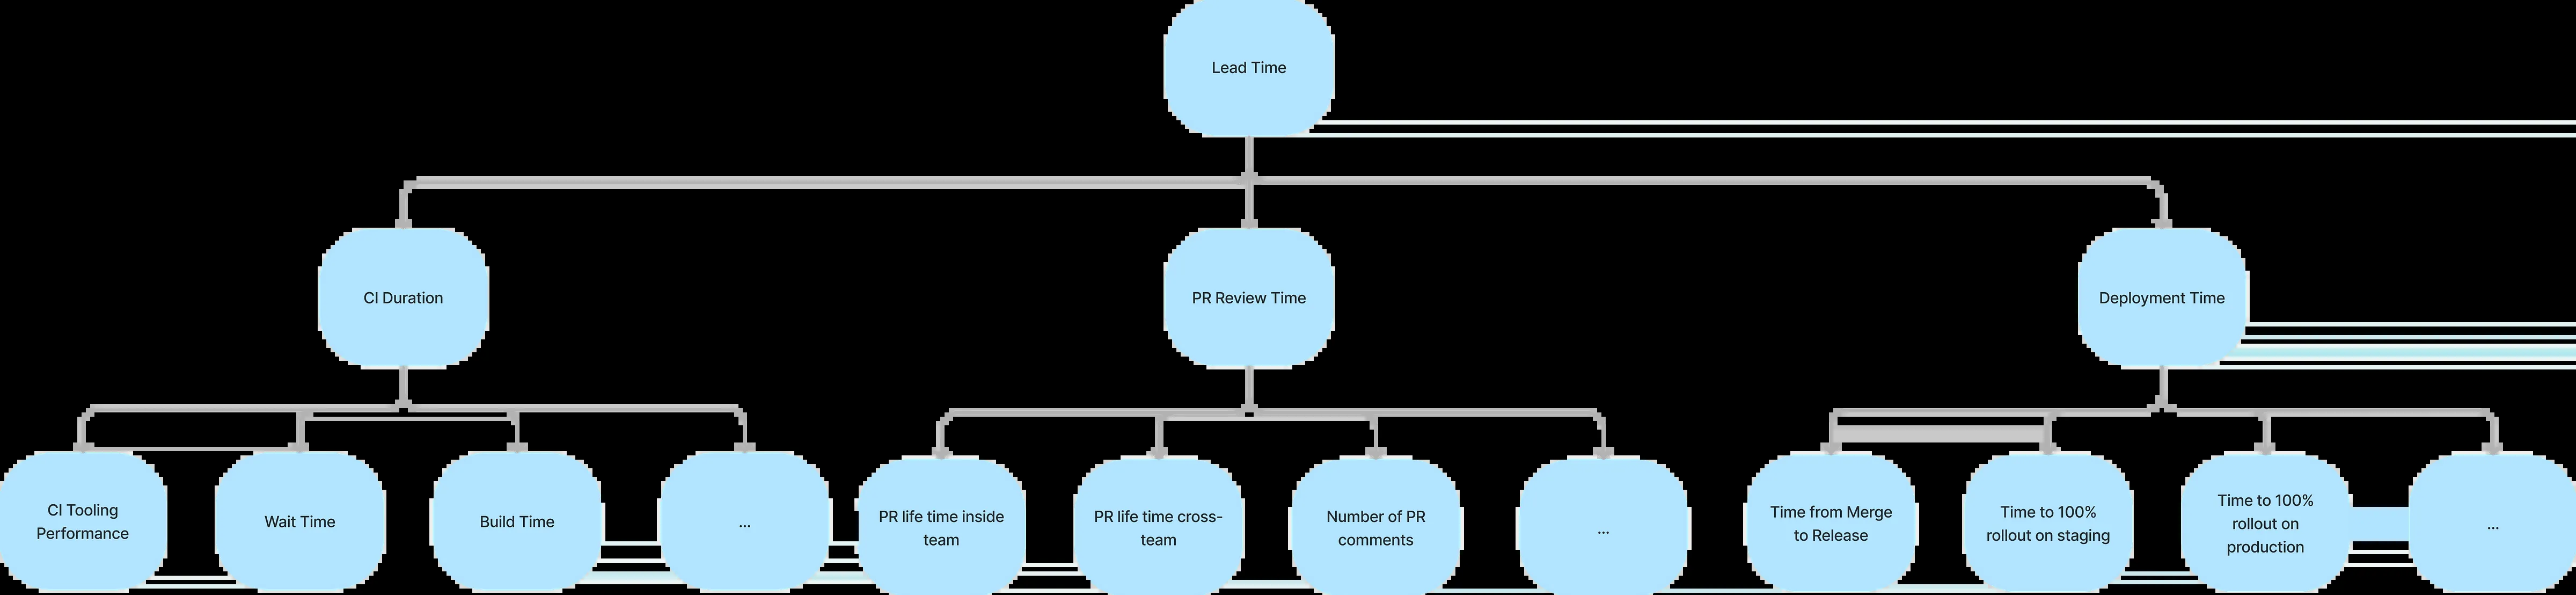 Lead Time
CI Duration
PR Review Time
Deployment Time
CI Tooling
Performance
Wait Time
Build Time
...
PR life time inside
team
PR life time cross-
team
Number of PR
comments
...
Time from Merge
to Release
Time to 100%
rollout on staging
Time to 100%
rollout on
production
...